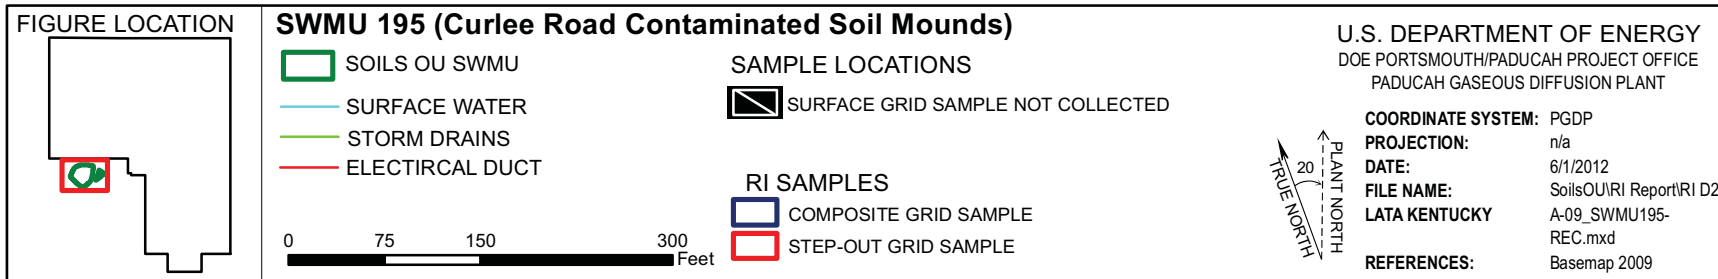 FIGURE LOCATION
SWMU 195 (Curlee Road Contaminated Soil Mounds)
SOILS OU SWMU
SURFACE WATER
STORM DRAINS
ELECTIRCAL DUCT
0 75 150 300
Feet
SAMPLE LOCATIONS
SURFACE GRID SAMPLE NOT COLLECTED
RI SAMPLES
COMPOSITE GRID SAMPLE
STEP-OUT GRID SAMPLE
TRUE NORTH
20
PLANT NORTH
U.S. DEPARTMENT OF ENERGY
DOE PORTSMOUTH/PADUCAH PROJECT OFFICE
PADUCAH GASEOUS DIFFUSION PLANT
COORDINATE SYSTEM: PGDP
PROJECTION: n/a
DATE: 6/1/2012
FILE NAME: SoilsOU\RI Report\RI D2
LATA KENTUCKY A-09_SWMU195-
REC.mxd
REFERENCES: Basemap 2009